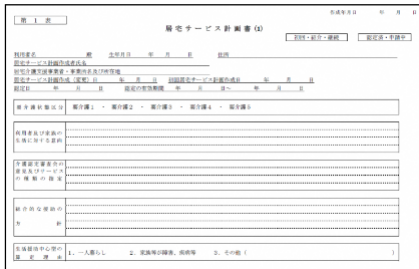 作成年月日 年 月 日
第 1 表
居宅サービス計画書(1)
初回・紹介・継続 認定済・申請中
利用者名 殿 生年月日 年 月 日 住所
居宅サービス計画作成者氏名
居宅介護支援事業者・事業所名及び所在地
居宅サービス計画作成(変更)日 年 月 日 初回居宅サービス計画作成日 年 月 日
認定日 年 月 日 認定の有効期間 年 月 日～ 年 月 日
要介護状態区分 要介護1 ・ 要介護2 ・ 要介護3 ・ 要介護4 ・ 要介護5
利用者及び家族の
生活に対する意向
介護認定審査会の
意見及びサービス
の種類の指定
総合的な援助の
方 針
生活援助中心型の
算定理由 1. 一人暮らし 2. 家族等が障害、疾病等 3. その他( )